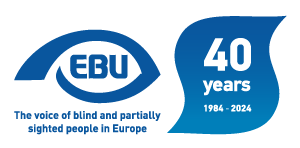 EBU
The voice of blind and partially
sighted people in Europe
40
years
1984 - 2024